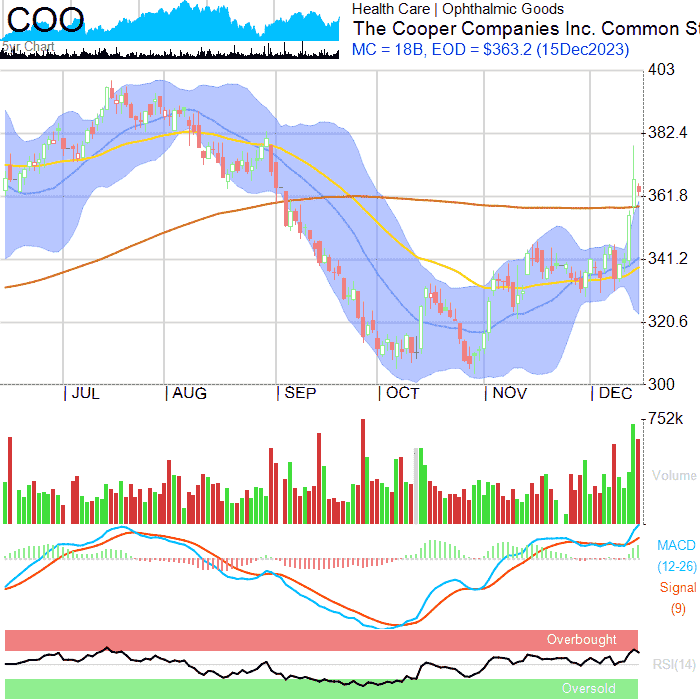 COO
5yr Chart
Health Care | Ophthalmic Goods
The Cooper Companies Inc. Common St
MC = 18B, EOD = $363.2 (15Dec2023)
403
382.4
361.8
341.2
320.6
300
| JUL | AUG | SEP | OCT | NOV | DEC
752k
Volume
MACD
(12-26)
Signal
(9)
Overbought
RSI(14)
Oversold